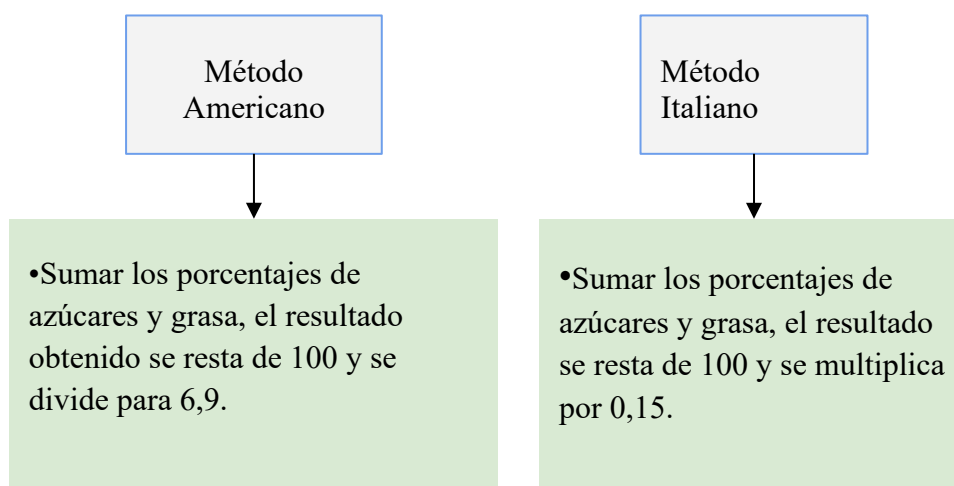 Método
Americano
Método
Italiano
•Sumar los porcentajes de
azúcares y grasa, el resultado
obtenido se resta de 100 y se
divide para 6,9.
•Sumar los porcentajes de
azúcares y grasa, el resultado
se resta de 100 y se multiplica
por 0,15.